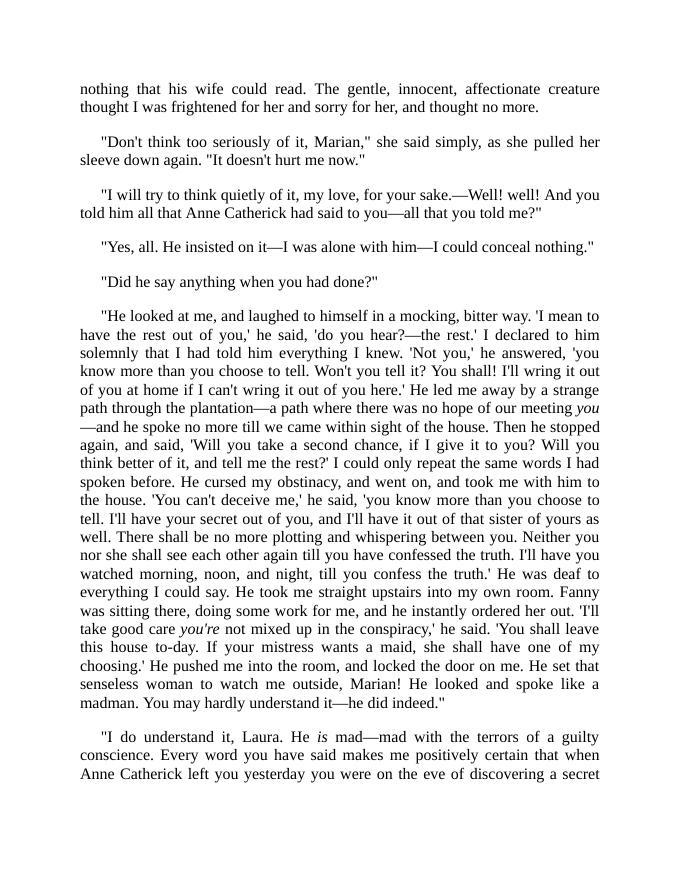 nothing that his wife could read. The gentle, innocent, affectionate creature
thought I was frightened for her and sorry for her, and thought no more.
"Don't think too seriously of it, Marian," she said simply, as she pulled her
sleeve down again. "It doesn't hurt me now."
"I will try to think quietly of it, my love, for your sake.—Well! well! And you
told him all that Anne Catherick had said to you—all that you told me?"
"Yes, all. He insisted on it—I was alone with him—I could conceal nothing."
"Did he say anything when you had done?"
"He looked at me, and laughed to himself in a mocking, bitter way. 'I mean to
have the rest out of you,' he said, 'do you hear?—the rest.' I declared to him
solemnly that I had told him everything I knew. 'Not you,' he answered, 'you
know more than you choose to tell. Won't you tell it? You shall! I'll wring it out
of you at home if I can't wring it out of you here.' He led me away by a strange
path through the plantation—a path where there was no hope of our meeting you
—and he spoke no more till we came within sight of the house. Then he stopped
again, and said, 'Will you take a second chance, if I give it to you? Will you
think better of it, and tell me the rest?' I could only repeat the same words I had
spoken before. He cursed my obstinacy, and went on, and took me with him to
the house. 'You can't deceive me,' he said, 'you know more than you choose to
tell. I'll have your secret out of you, and I'll have it out of that sister of yours as
well. There shall be no more plotting and whispering between you. Neither you
nor she shall see each other again till you have confessed the truth. I'll have you
watched morning, noon, and night, till you confess the truth.' He was deaf to
everything I could say. He took me straight upstairs into my own room. Fanny
was sitting there, doing some work for me, and he instantly ordered her out. 'I'll
take good care you're not mixed up in the conspiracy,' he said. 'You shall leave
this house to-day. If your mistress wants a maid, she shall have one of my
choosing.' He pushed me into the room, and locked the door on me. He set that
senseless woman to watch me outside, Marian! He looked and spoke like a
madman. You may hardly understand it—he did indeed."
"I do understand it, Laura. He is mad—mad with the terrors of a guilty
conscience. Every word you have said makes me positively certain that when
Anne Catherick left you yesterday you were on the eve of discovering a secret